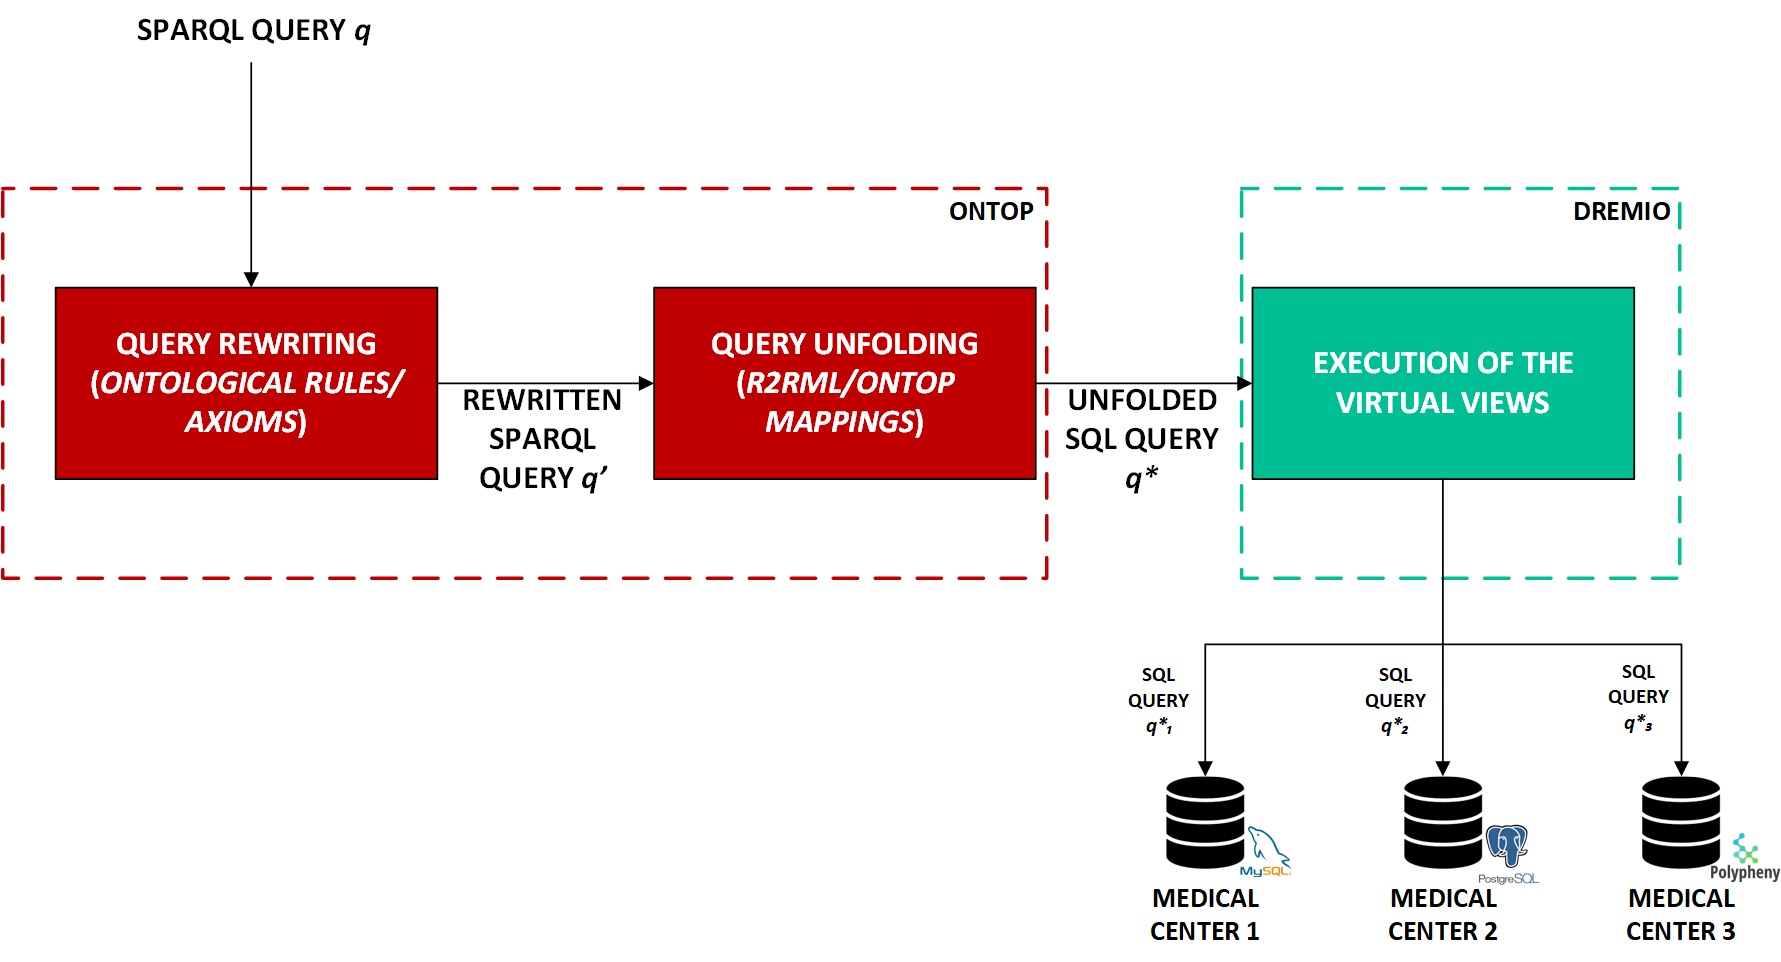 SPARQL QUERY q
ONTOP
QUERY REWRITING
(ONTOLOGICAL RULES/
AXIOMS)
REWRITTEN
SPARQL
QUERY q’
QUERY UNFOLDING
(R2RML/ONTOP
MAPPINGS)
UNFOLDED
SQL QUERY
q*
DREMIO
EXECUTION OF THE
VIRTUAL VIEWS
SQL
QUERY
q*₁
SQL
QUERY
q*₂
SQL
QUERY
q*₃
MySQL
MEDICAL
CENTER 1
PostgreSQL
MEDICAL
CENTER 2
Polypheny
MEDICAL
CENTER 3